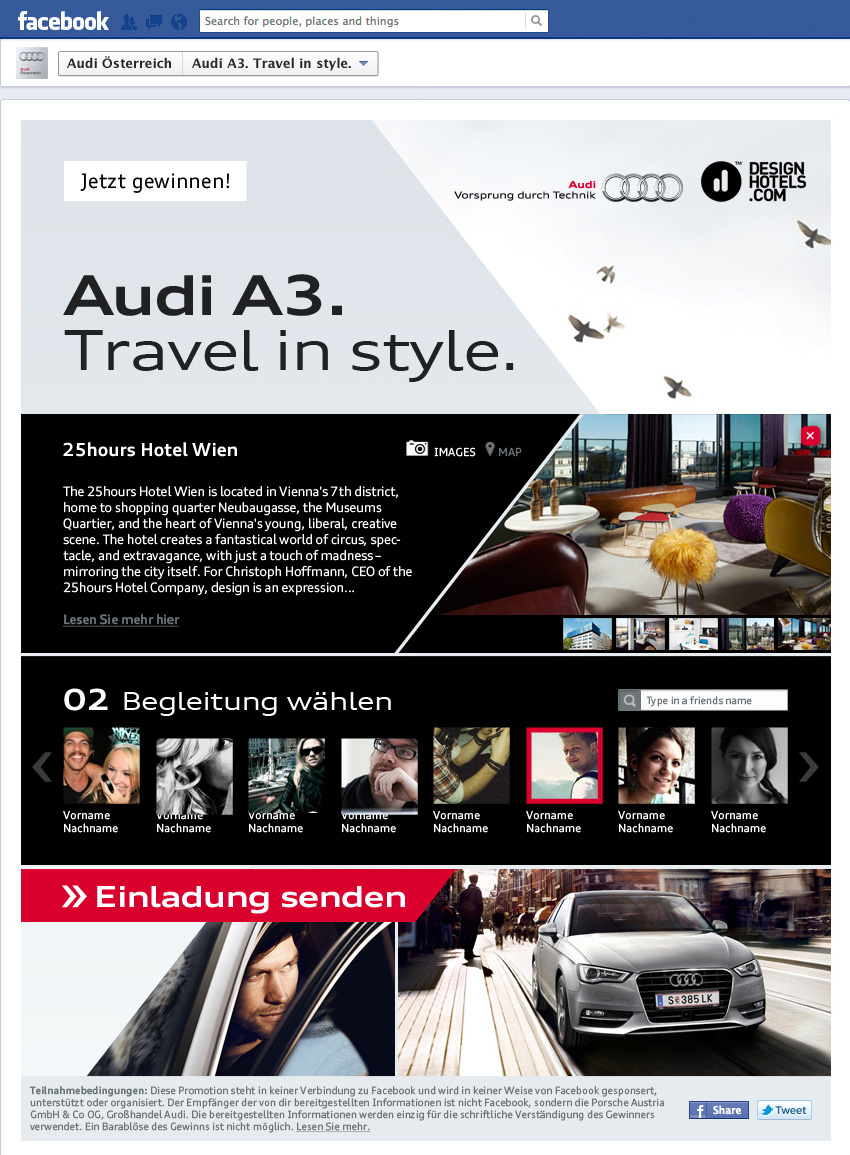 facebook
Search for people, places and things
Audi Österreich
Audi A3. Travel in style.
Jetzt gewinnen!
Audi
Vorsprung durch Technik
DESIGN
HOTELS
.COM
™
Audi A3.
Travel in style.
25hours Hotel Wien
IMAGES
MAP
The 25hours Hotel Wien is located in Vienna's 7th district,
home to shopping quarter Neubaugasse, the Museums
Quartier, and the heart of Vienna's young, liberal, creative
scene. The hotel creates a fantastical world of circus, spec-
tacle, and extravagance, with just a touch of madness –
mirroring the city itself. For Christoph Hoffmann, CEO of the
25hours Hotel Company, design is an expression...
Lesen Sie mehr hier
02 Begleitung wählen
Type in a friends name
Vorname
Nachname
Vorname
Nachname
Vorname
Nachname
Vorname
Nachname
Vorname
Nachname
Vorname
Nachname
Vorname
Nachname
Vorname
Nachname
» Einladung senden
S 385 LK
Teilnahmebedingungen: Diese Promotion steht in keiner Verbindung zu Facebook und wird in keiner Weise von Facebook gesponsert,
unterstützt oder organisiert. Der Empfänger der von dir bereitgestellten Informationen ist nicht Facebook, sondern die Porsche Austria
GmbH & Co OG, Großhandel Audi. Die bereitgestellten Informationen werden einzig für die schriftliche Verständigung des Gewinners
verwendet. Ein Barablöse des Gewinns ist nicht möglich. Lesen Sie mehr.
Share
Tweet